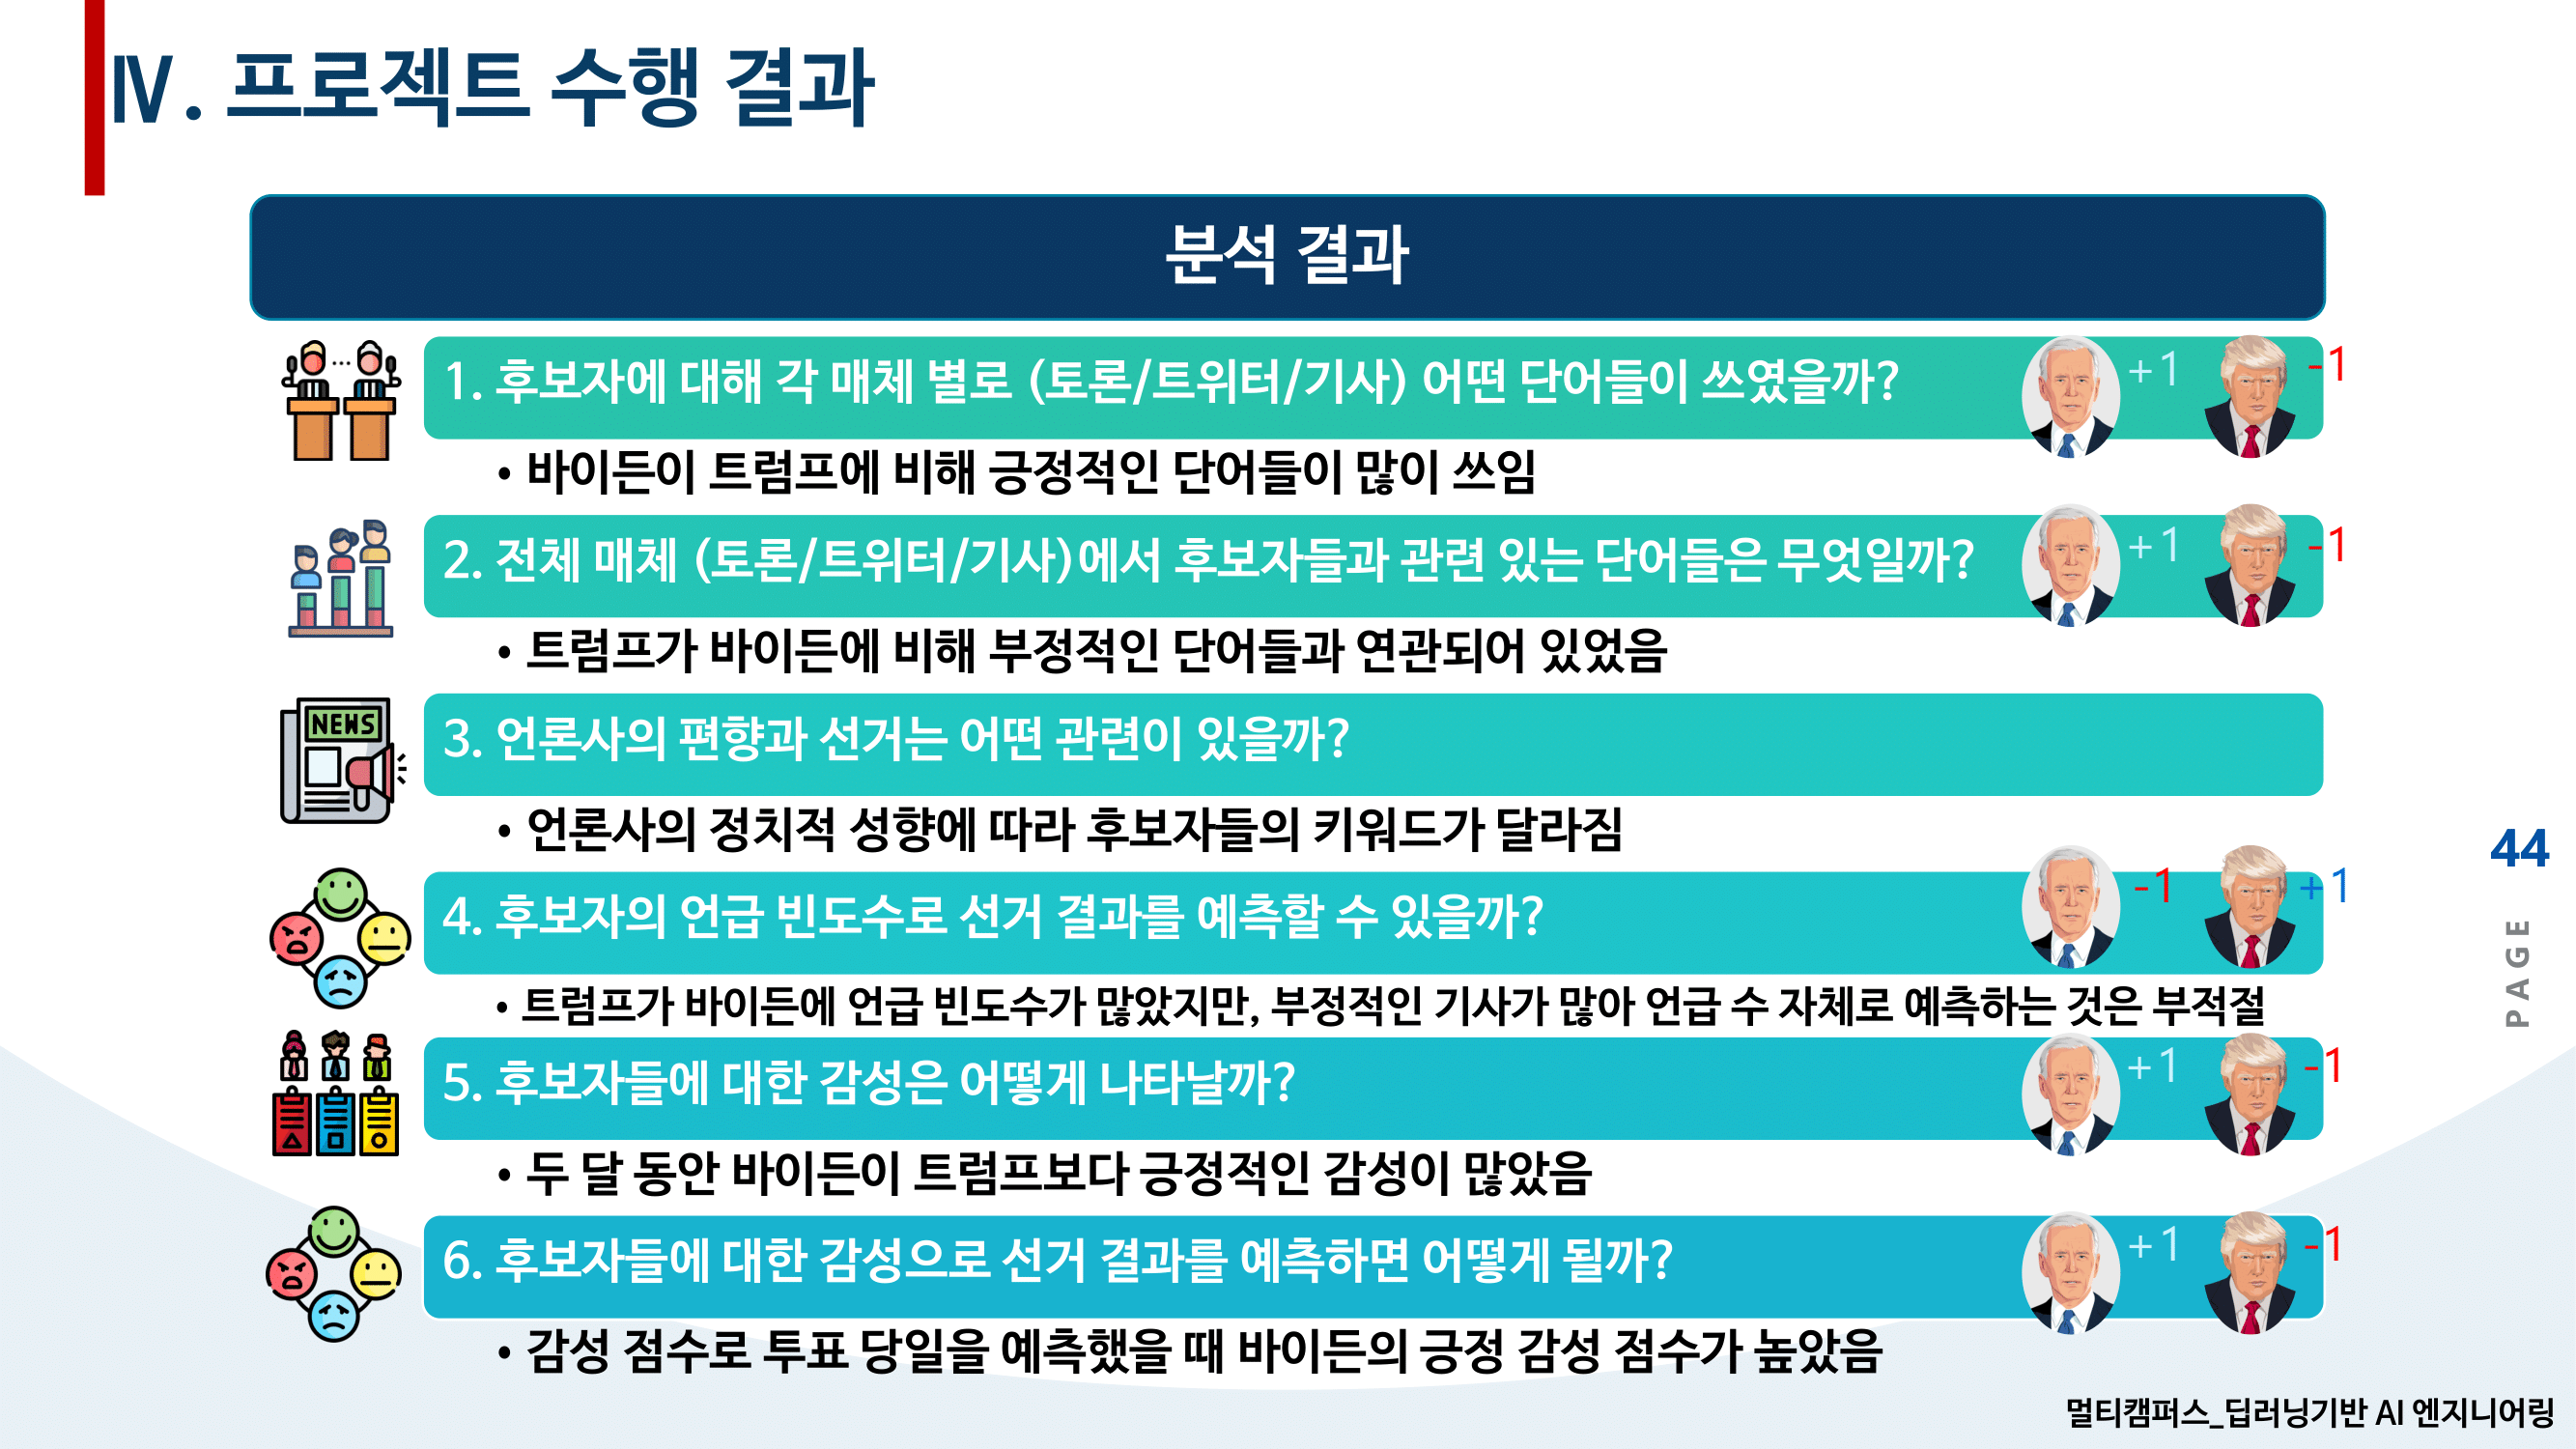 Ⅳ. 프로젝트 수행 결과
분석 결과
1. 후보자에 대해 각 매체 별로 (토론/트위터/기사) 어떤 단어들이 쓰였을까?
+1
-1
• 바이든이 트럼프에 비해 긍정적인 단어들이 많이 쓰임
2. 전체 매체 (토론/트위터/기사)에서 후보자들과 관련 있는 단어들은 무엇일까?
+1
-1
• 트럼프가 바이든에 비해 부정적인 단어들과 연관되어 있었음
NEWS
3. 언론사의 편향과 선거는 어떤 관련이 있을까?
• 언론사의 정치적 성향에 따라 후보자들의 키워드가 달라짐
4. 후보자의 언급 빈도수로 선거 결과를 예측할 수 있을까?
-1
+1
• 트럼프가 바이든에 언급 빈도수가 많았지만, 부정적인 기사가 많아 언급 수 자체로 예측하는 것은 부적절
5. 후보자들에 대한 감성은 어떻게 나타날까?
+1
-1
• 두 달 동안 바이든이 트럼프보다 긍정적인 감성이 많았음
6. 후보자들에 대한 감성으로 선거 결과를 예측하면 어떻게 될까?
+1
-1
• 감성 점수로 투표 당일을 예측했을 때 바이든의 긍정 감성 점수가 높았음
44
PAGE
멀티캠퍼스_딥러닝기반 AI 엔지니어링